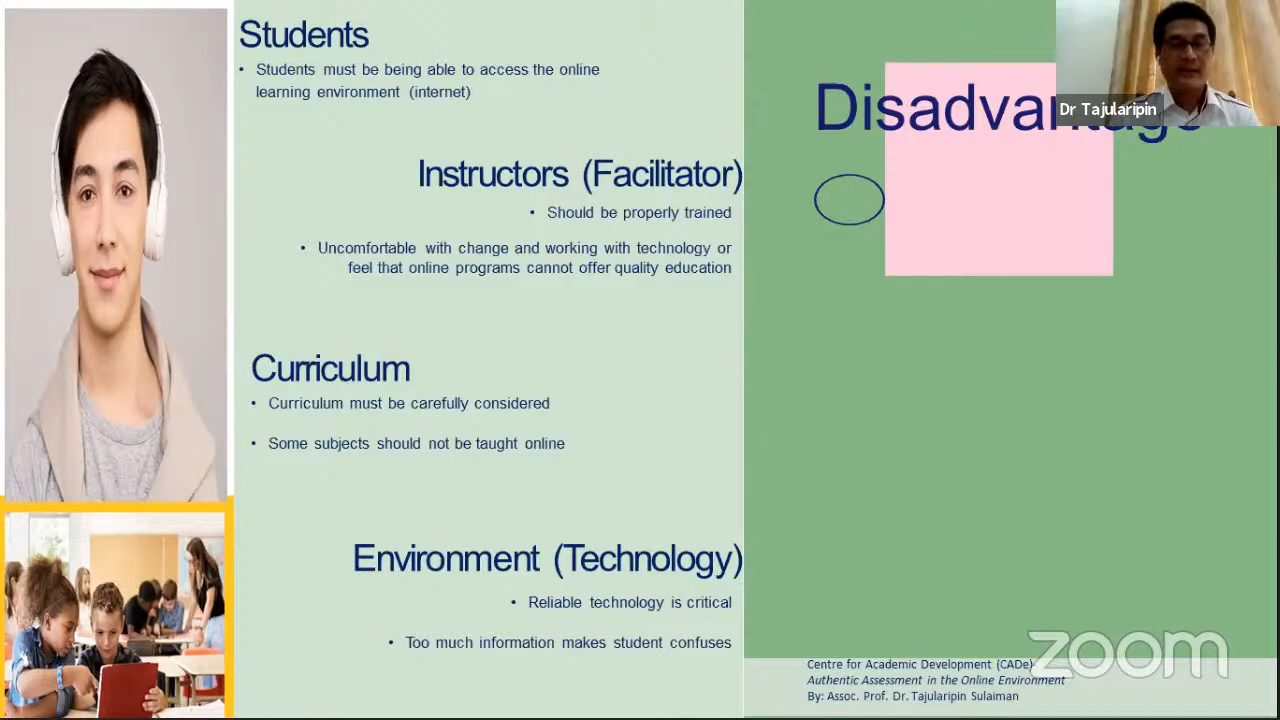 Students
• Students must be being able to access the online
learning environment (internet)
Instructors (Facilitator)
• Should be properly trained
• Uncomfortable with change and working with technology or
feel that online programs cannot offer quality education
Curriculum
• Curriculum must be carefully considered
• Some subjects should not be taught online
Environment (Technology)
• Reliable technology is critical
• Too much information makes student confuses
Disadvantage
Dr Tajularipin
zoom
Centre for Academic Development (CADe)
Authentic Assessment in the Online Environment
By: Assoc. Prof. Dr. Tajularipin Sulaiman